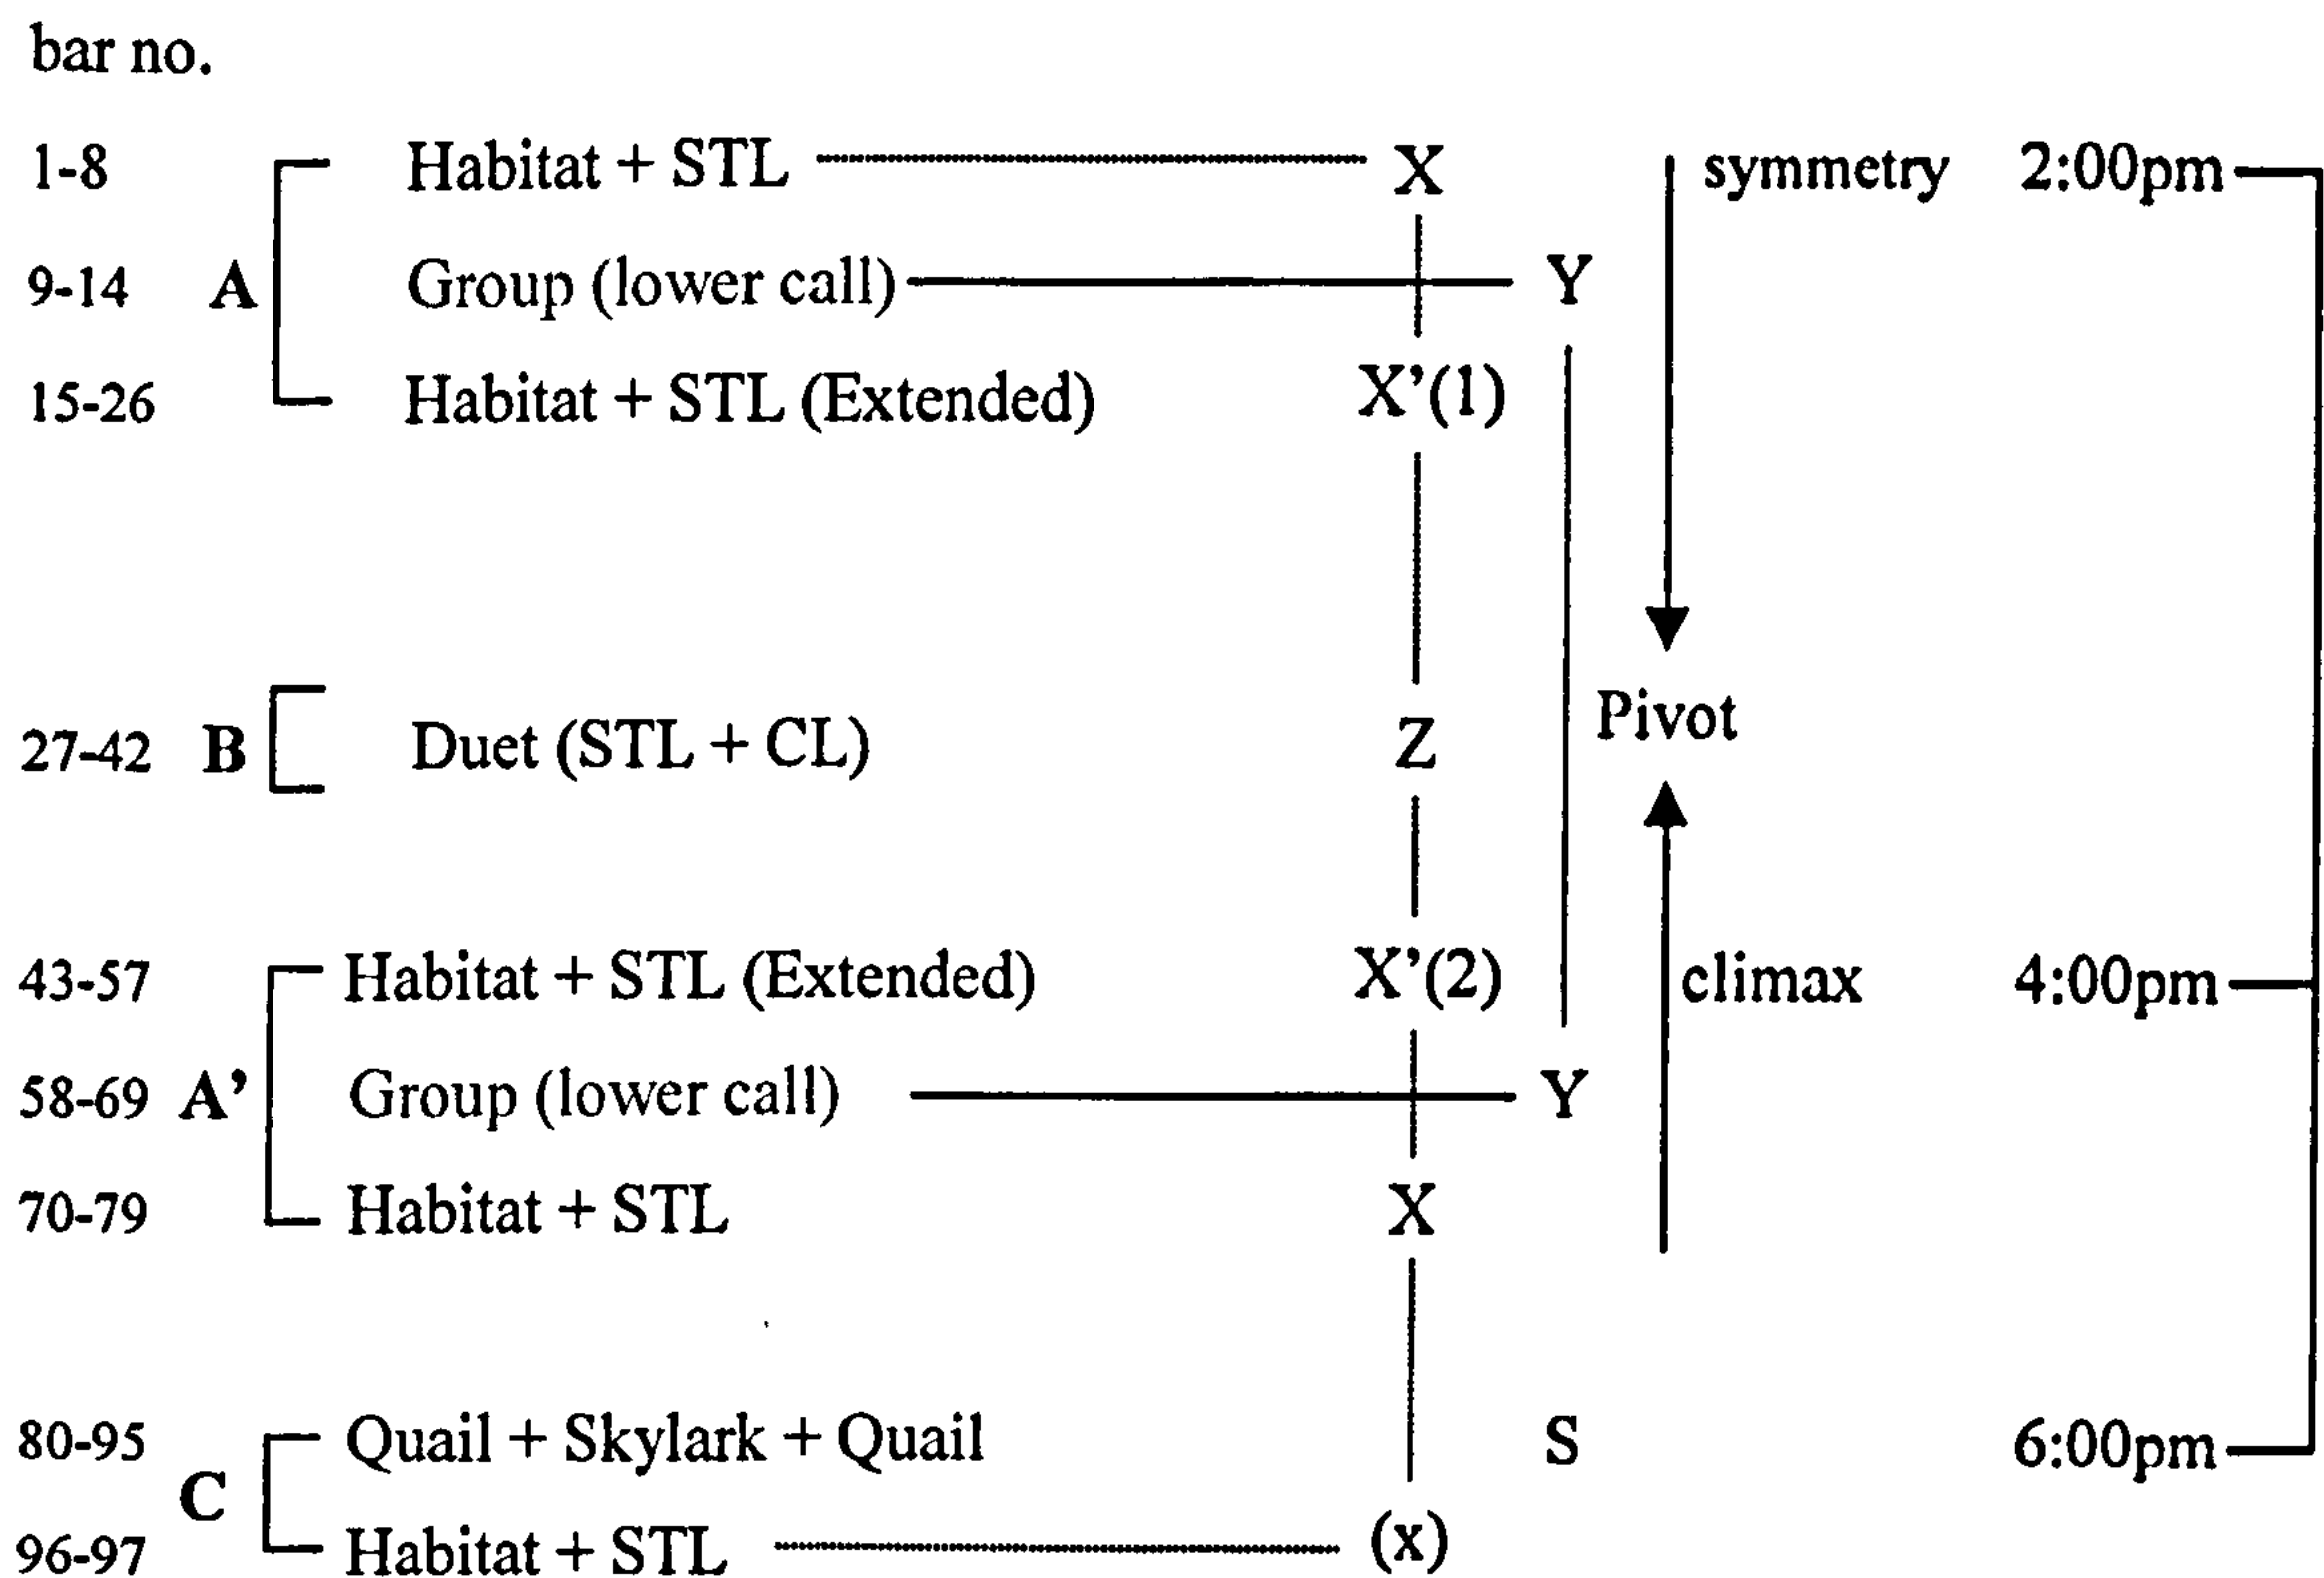 bar no.
1-8 Habitat + STL X symmetry 2:00pm
9-14 A Group (lower call) Y
15-26 Habitat + STL (Extended) X’(1)
27-42 B Duet (STL + CL) Z Pivot
43-57 Habitat + STL (Extended) X’(2) climax 4:00pm
58-69 A’ Group (lower call) Y
70-79 Habitat + STL X
80-95 Quail + Skylark + Quail S 6:00pm
C
96-97 Habitat + STL (x)